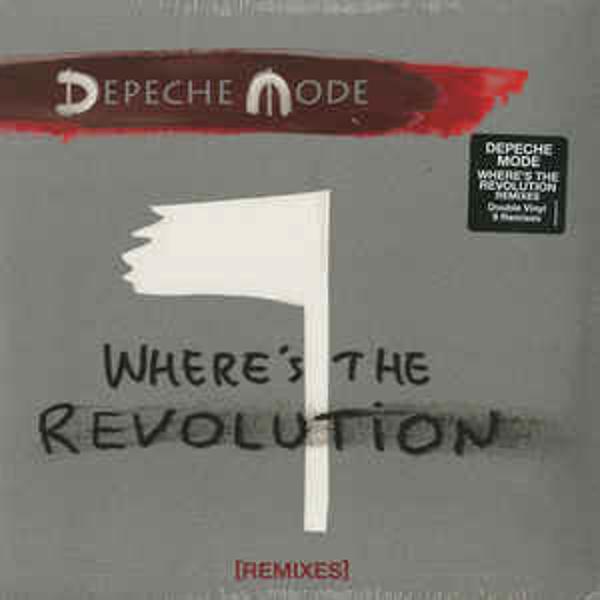 DEPECHE MODE
DEPECHE
MODE
WHERE'S THE
REVOLUTION
REMIXES
Double Vinyl
9 Remixes
WHERE'S THE
REVOLUTION
[REMIXES]